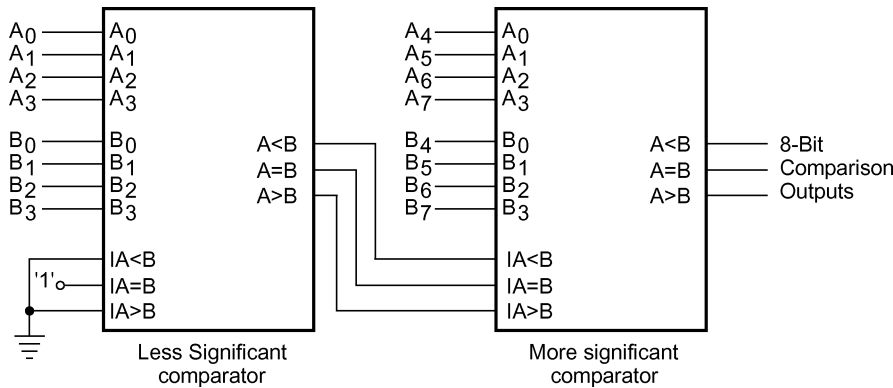 A0 A0 A4 A0
A1 A1 A5 A1
A2 A2 A6 A2
A3 A3 A7 A3
B0 B0 A<B B4 B0 A<B 8-Bit
B1 B1 A=B B5 B1 A=B Comparison
B2 B2 A>B B6 B2 A>B Outputs
B3 B3 B7 B3
IA<B IA<B
'1' IA=B IA=B
IA>B IA>B
Less Significant
comparator
More significant
comparator